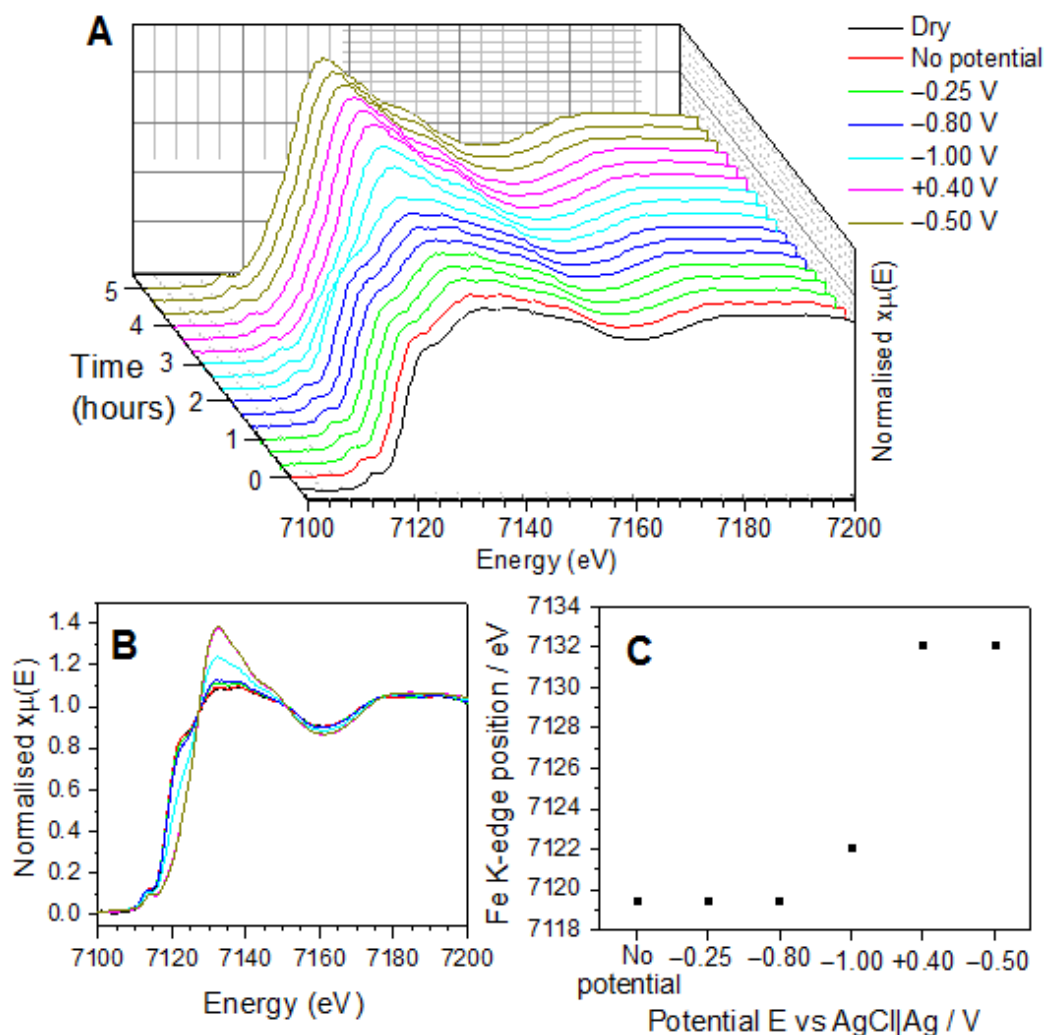 A
Dry
No potential
−0.25 V
−0.80 V
−1.00 V
+0.40 V
−0.50 V
5
4
3
2
1
0
Time
(hours)
Normalised xµ(E)
7100 7120 7140 7160 7180 7200
Energy (eV)
B
1.4
1.2
1.0
0.8
0.6
0.4
0.2
0.0
Normalised xµ(E)
7100 7120 7140 7160 7180 7200
Energy (eV)
C
7134
7132
7130
7128
7126
7124
7122
7120
7118
Fe K-edge position / eV
No potential −0.25 −0.80 −1.00 +0.40 −0.50
Potential E vs AgCl||Ag / V